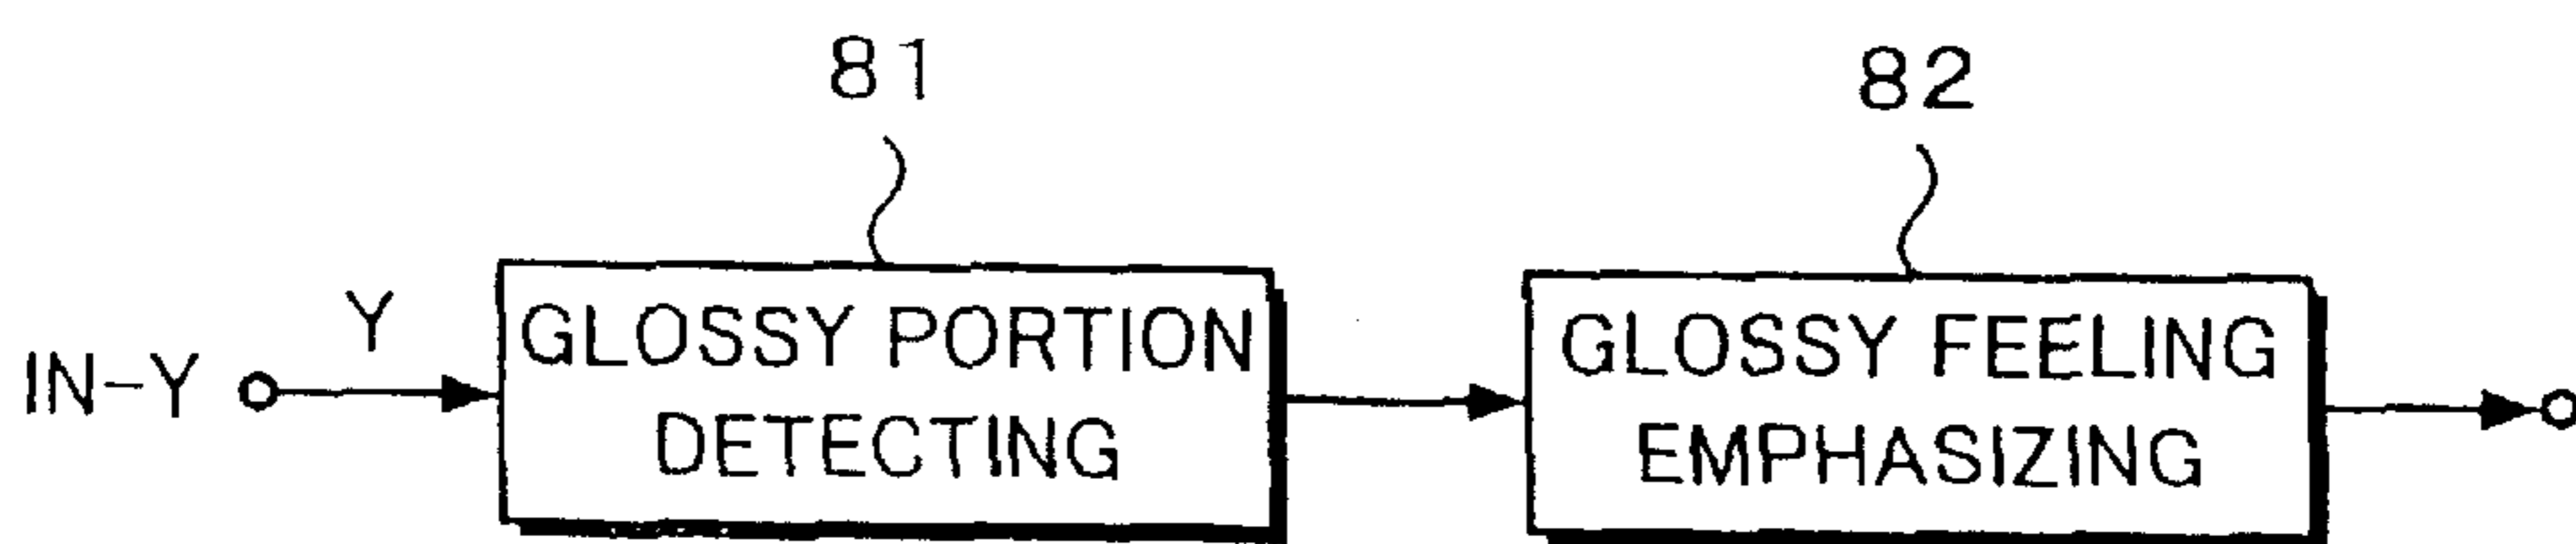 81
82
Y
IN-Y
GLOSSY PORTION
DETECTING
GLOSSY FEELING
EMPHASIZING